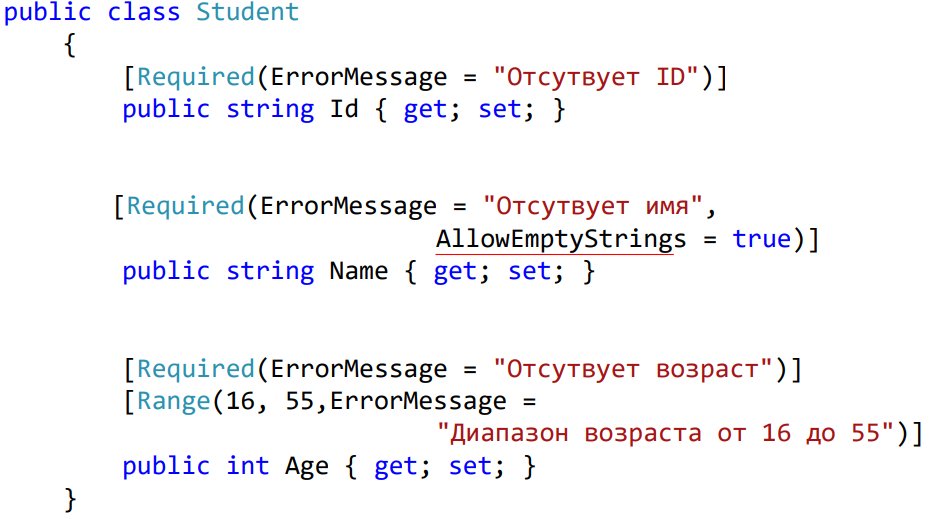 public class Student
{
[Required(ErrorMessage = "Отсутвует ID")]
public string Id { get; set; }
[Required(ErrorMessage = "Отсутвует имя",
AllowEmptyStrings = true)]
public string Name { get; set; }
[Required(ErrorMessage = "Отсутвует возраст")]
[Range(16, 55,ErrorMessage =
"Диапазон возраста от 16 до 55")]
public int Age { get; set; }
}